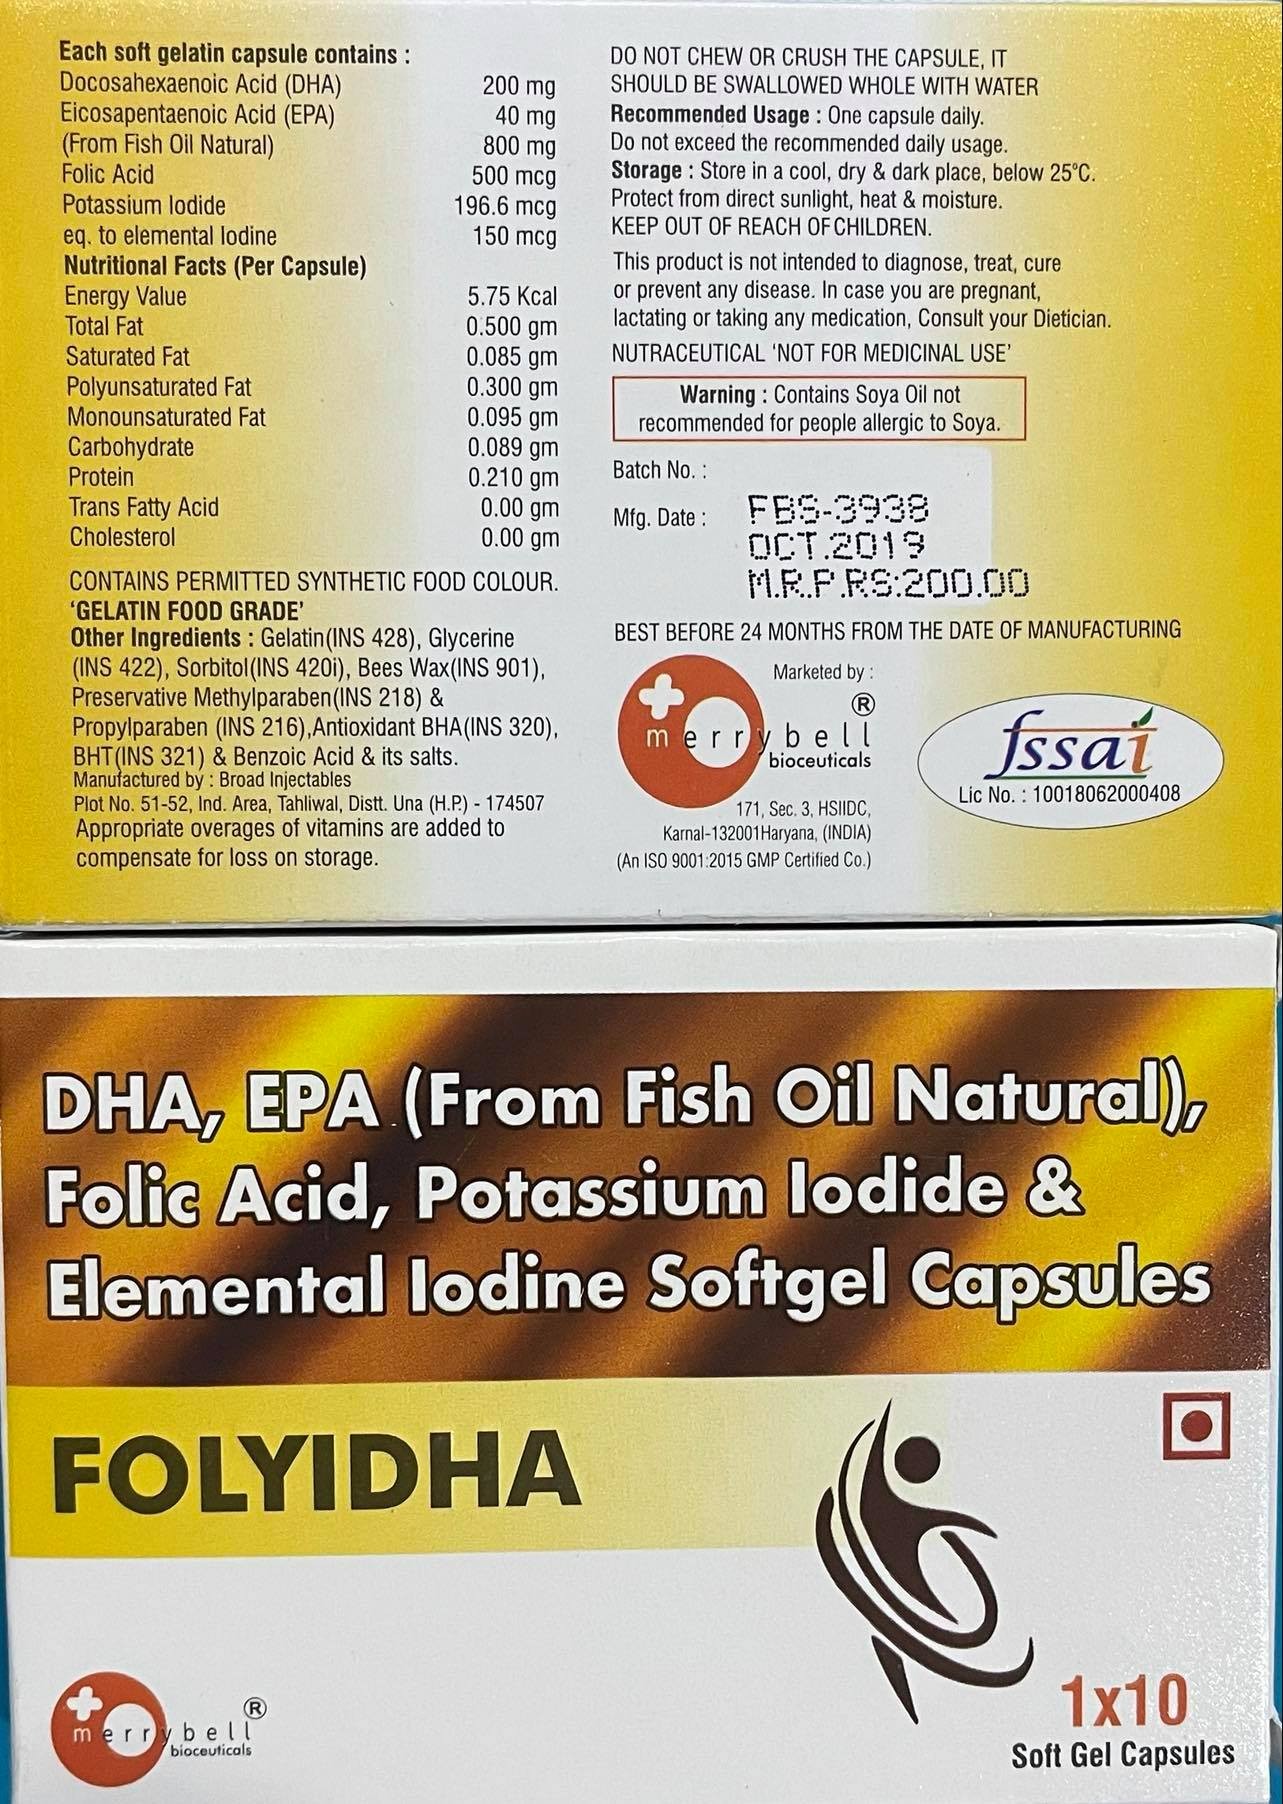 Each soft gelatin capsule contains :
Docosahexaenoic Acid (DHA) 200 mg
Eicosapentaenoic Acid (EPA) 40 mg
(From Fish Oil Natural) 800 mg
Folic Acid 500 mcg
Potassium Iodide 196.6 mcg
eq. to elemental Iodine 150 mcg
Nutritional Facts (Per Capsule)
Energy Value 5.75 Kcal
Total Fat 0.500 gm
Saturated Fat 0.085 gm
Polyunsaturated Fat 0.300 gm
Monounsaturated Fat 0.095 gm
Carbohydrate 0.089 gm
Protein 0.210 gm
Trans Fatty Acid 0.00 gm
Cholesterol 0.00 gm
CONTAINS PERMITTED SYNTHETIC FOOD COLOUR.
'GELATIN FOOD GRADE'
Other Ingredients : Gelatin(INS 428), Glycerine
(INS 422), Sorbitol(INS 420i), Bees Wax(INS 901),
Preservative Methylparaben(INS 218) &
Propylparaben (INS 216),Antioxidant BHA(INS 320),
BHT(INS 321) & Benzoic Acid & its salts.
Manufactured by : Broad Injectables
Plot No. 51-52, Ind. Area, Tahliwal, Distt. Una (H.P.) - 174507
Appropriate overages of vitamins are added to
compensate for loss on storage.
DO NOT CHEW OR CRUSH THE CAPSULE, IT
SHOULD BE SWALLOWED WHOLE WITH WATER
Recommended Usage : One capsule daily.
Do not exceed the recommended daily usage.
Storage : Store in a cool, dry & dark place, below 25°C.
Protect from direct sunlight, heat & moisture.
KEEP OUT OF REACH OF CHILDREN.
This product is not intended to diagnose, treat, cure
or prevent any disease. In case you are pregnant,
lactating or taking any medication, Consult your Dietician.
NUTRACEUTICAL 'NOT FOR MEDICINAL USE'
Warning : Contains Soya Oil not
recommended for people allergic to Soya.
Batch No. :
FBS-3938
Mfg. Date :
OCT.2019
M.R.P.RS:200.00
BEST BEFORE 24 MONTHS FROM THE DATE OF MANUFACTURING
Marketed by :
merrybell ®
bioceuticals
171, Sec. 3, HSIIDC,
Karnal-132001Haryana, (INDIA)
(An ISO 9001:2015 GMP Certified Co.)
fssai
Lic No. : 10018062000408
DHA, EPA (From Fish Oil Natural),
Folic Acid, Potassium Iodide &
Elemental Iodine Softgel Capsules
FOLYIDHA
merrybell ®
bioceuticals
1x10
Soft Gel Capsules